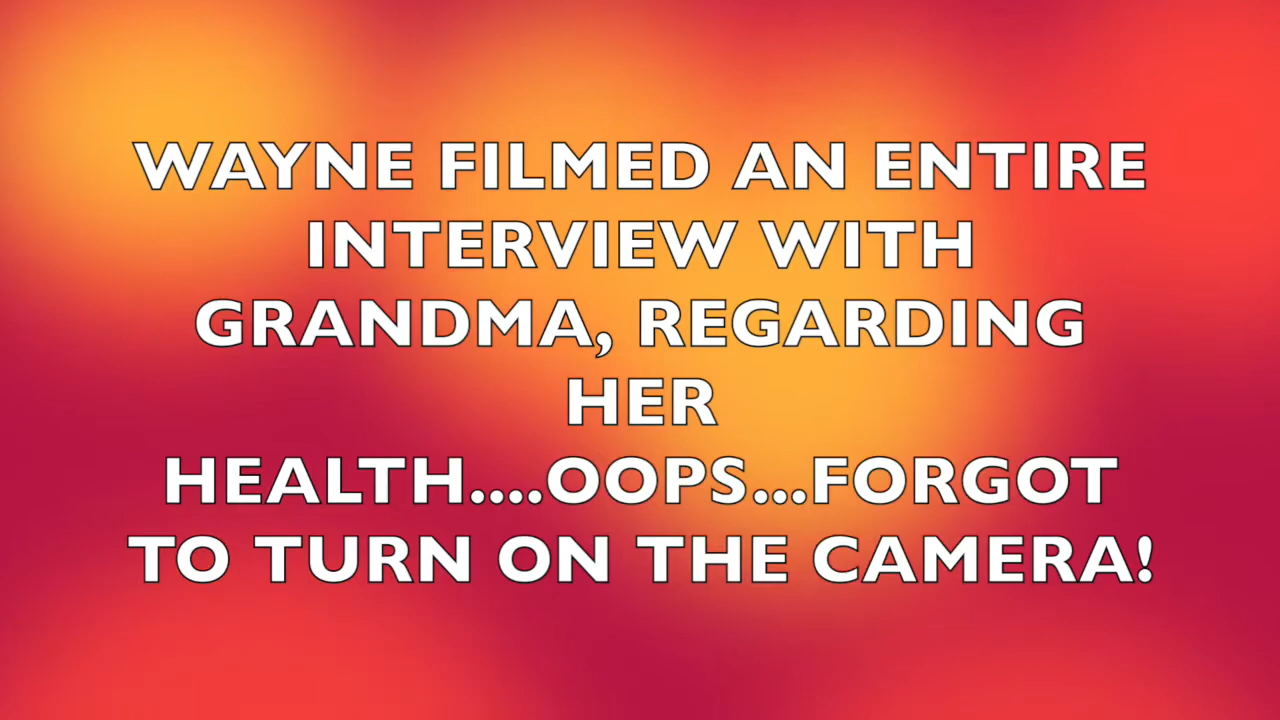 WAYNE FILMED AN ENTIRE
INTERVIEW WITH
GRANDMA, REGARDING
HER
HEALTH....OOPS...FORGOT
TO TURN ON THE CAMERA!